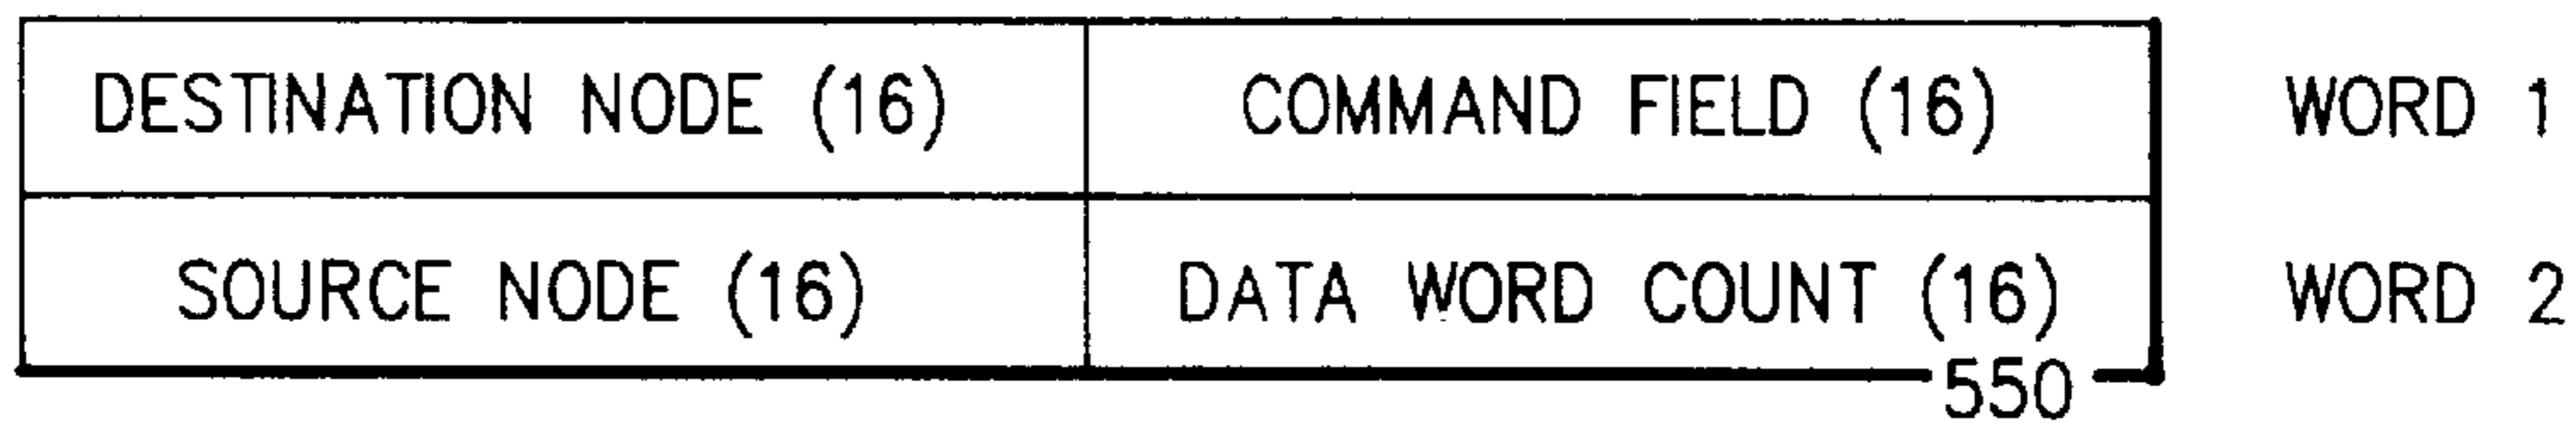 DESTINATION NODE (16) COMMAND FIELD (16) WORD 1
SOURCE NODE (16) DATA WORD COUNT (16) WORD 2
550